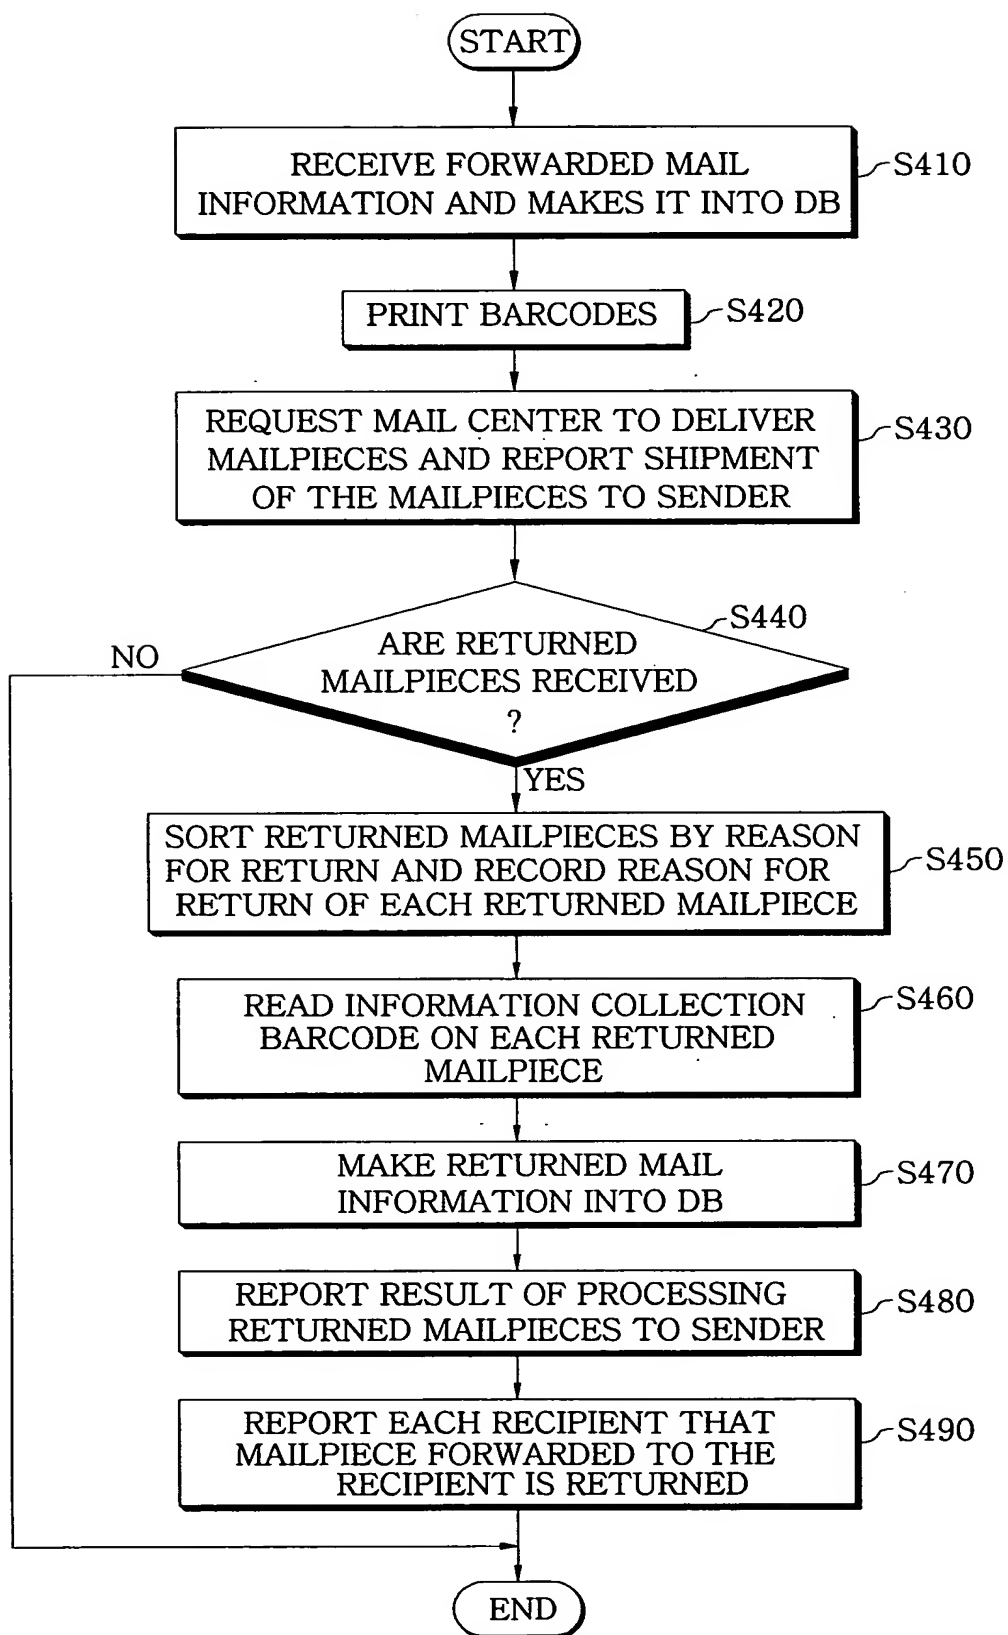 START
RECEIVE FORWARDED MAIL
INFORMATION AND MAKES IT INTO DB
S410
PRINT BARCODES
S420
REQUEST MAIL CENTER TO DELIVER
MAILPIECES AND REPORT SHIPMENT
OF THE MAILPIECES TO SENDER
S430
ARE RETURNED
MAILPIECES RECEIVED
?
S440
NO
YES
SORT RETURNED MAILPIECES BY REASON
FOR RETURN AND RECORD REASON FOR
RETURN OF EACH RETURNED MAILPIECE
S450
READ INFORMATION COLLECTION
BARCODE ON EACH RETURNED
MAILPIECE
S460
MAKE RETURNED MAIL
INFORMATION INTO DB
S470
REPORT RESULT OF PROCESSING
RETURNED MAILPIECES TO SENDER
S480
REPORT EACH RECIPIENT THAT
MAILPIECE FORWARDED TO THE
RECIPIENT IS RETURNED
S490
END